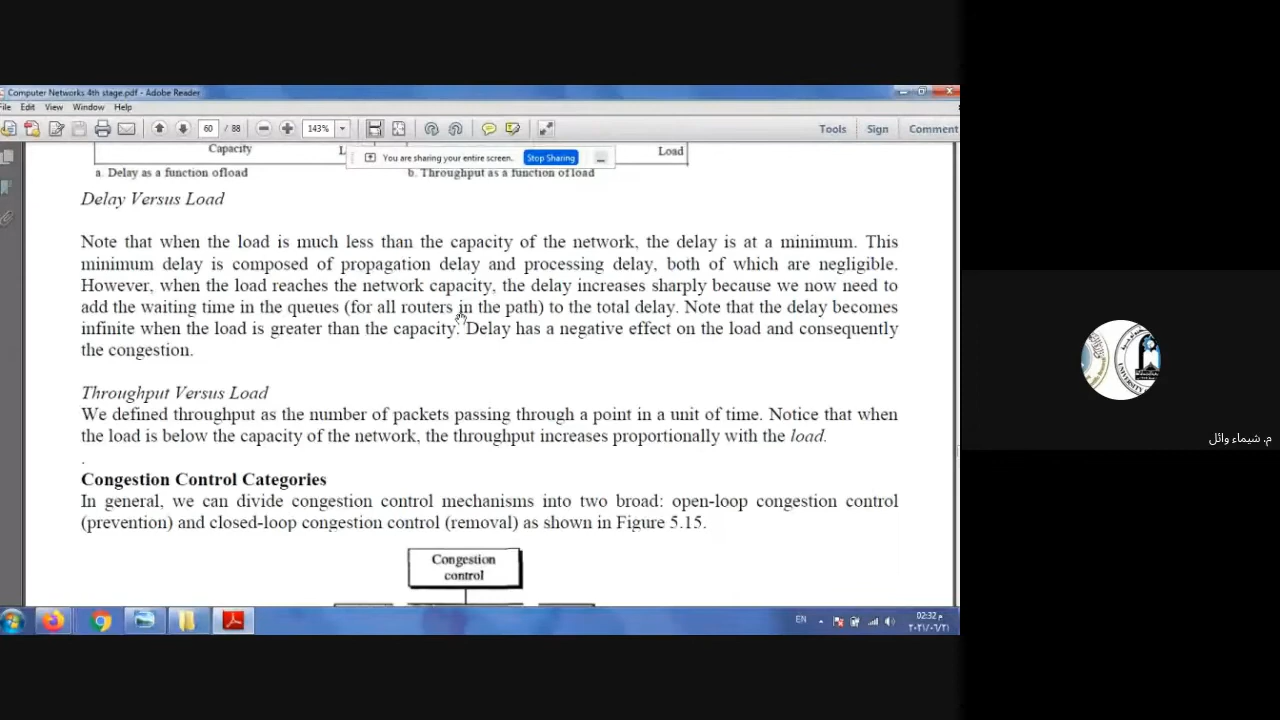 Computer Networks 4th stage.pdf - Adobe Reader
File Edit View Window Help
60 / 88 143% Tools Sign Comment
Capacity L Load
You are sharing your entire screen. Stop Sharing
a. Delay as a function ofload b. Throughput as a function ofload
Delay Versus Load
Note that when the load is much less than the capacity of the network, the delay is at a minimum. This
minimum delay is composed of propagation delay and processing delay, both of which are negligible.
However, when the load reaches the network capacity, the delay increases sharply because we now need to
add the waiting time in the queues (for all routers in the path) to the total delay. Note that the delay becomes
infinite when the load is greater than the capacity. Delay has a negative effect on the load and consequently
the congestion.
Throughput Versus Load
We defined throughput as the number of packets passing through a point in a unit of time. Notice that when
the load is below the capacity of the network, the throughput increases proportionally with the load.
.
Congestion Control Categories
In general, we can divide congestion control mechanisms into two broad: open-loop congestion control
(prevention) and closed-loop congestion control (removal) as shown in Figure 5.15.
Congestion
control
م. شيماء وائل
EN 02:32 م
٢٠٢١/٠٦/٢١